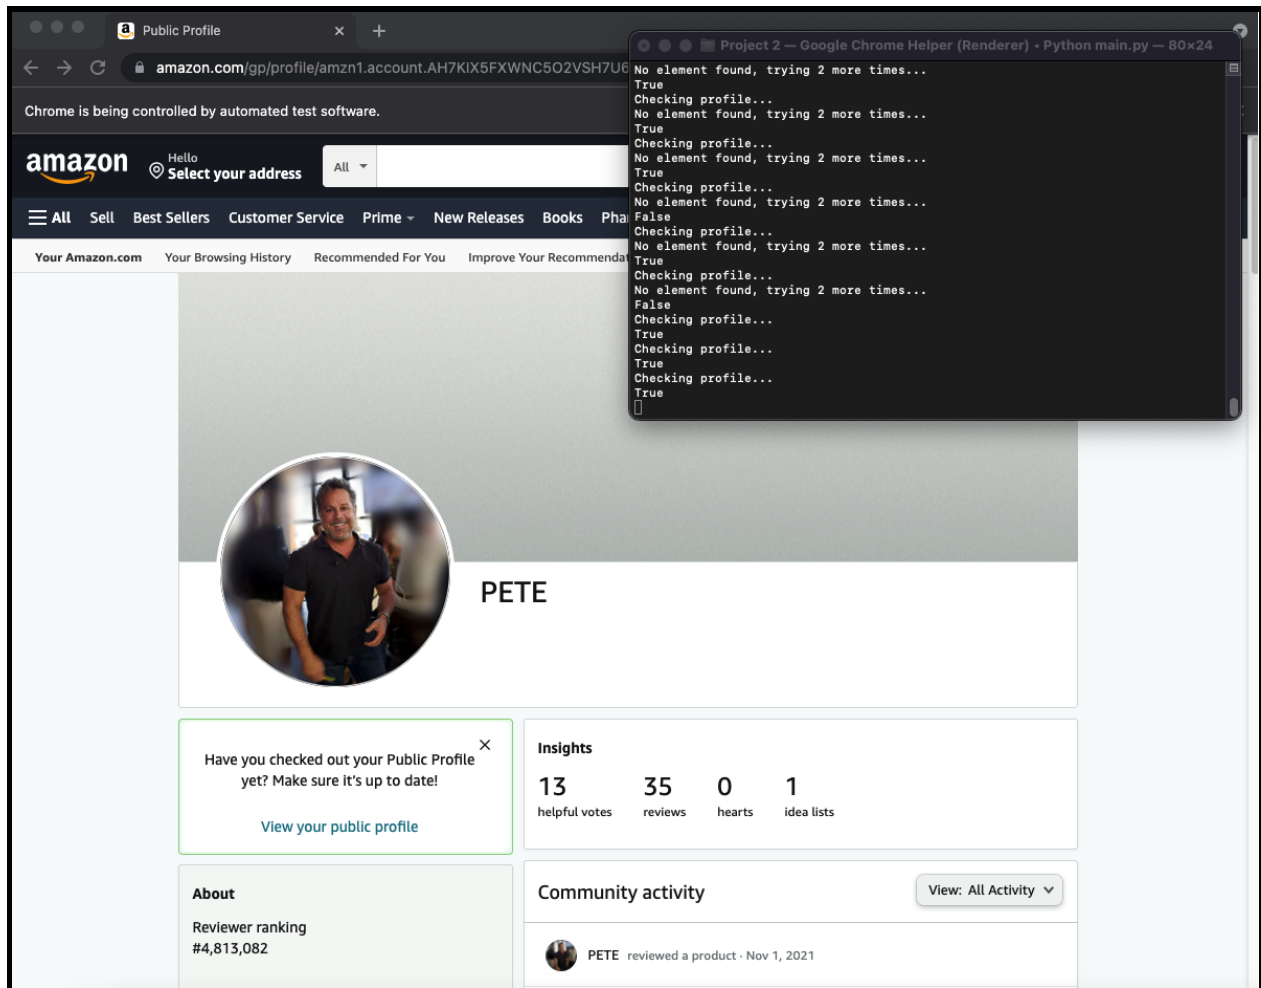 Public Profile
amazon.com/gp/profile/amzn1.account.AH7KIX5FXWNC5O2VSH7U6
Chrome is being controlled by automated test software.
amazon
Hello
Select your address
All
All Sell Best Sellers Customer Service Prime New Releases Books
Your Amazon.com Your Browsing History Recommended For You Improve Your
Project 2 — Google Chrome Helper (Renderer) • Python main.py — 80×24
No element found, trying 2 more times...
True
Checking profile...
No element found, trying 2 more times...
True
Checking profile...
No element found, trying 2 more times...
True
Checking profile...
No element found, trying 2 more times...
False
Checking profile...
No element found, trying 2 more times...
True
Checking profile...
No element found, trying 2 more times...
False
Checking profile...
True
Checking profile...
True
Checking profile...
True
PETE
Have you checked out your Public Profile
yet? Make sure it's up to date!
View your public profile
Insights
13 35 0 1
helpful votes reviews hearts idea lists
About
Reviewer ranking
#4,813,082
Community activity
View: All Activity
PETE reviewed a product · Nov 1, 2021